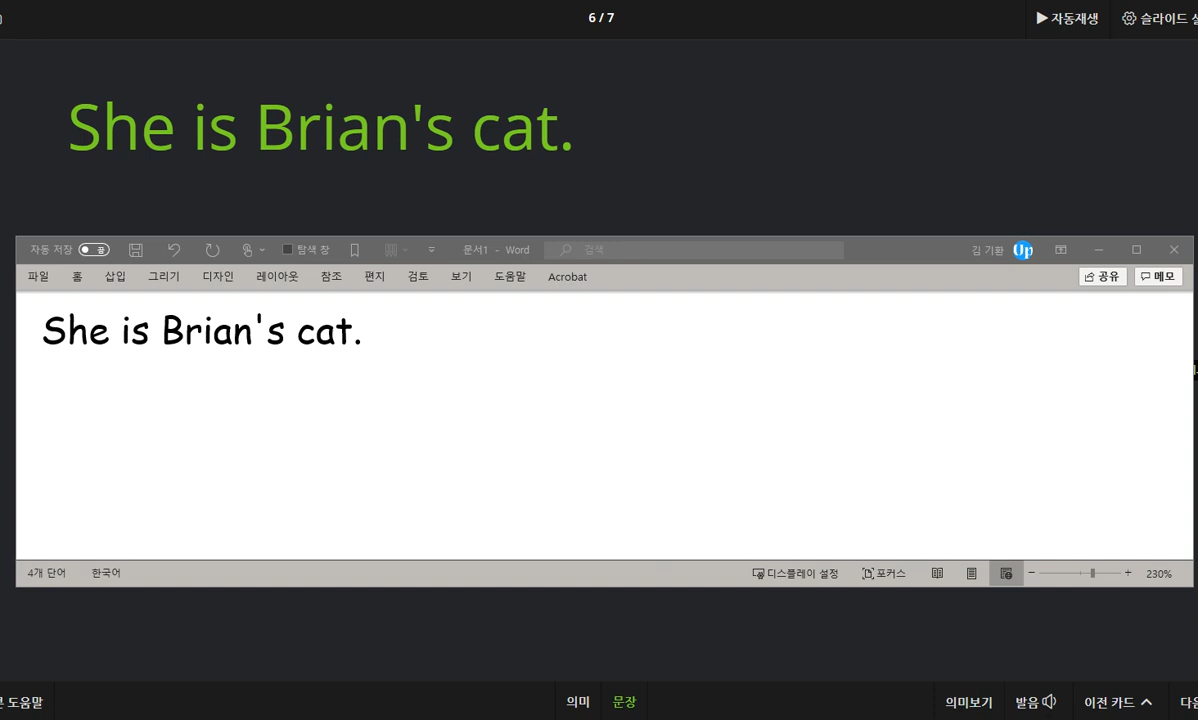 6 / 7
▶ 자동재생
슬라이드
She is Brian's cat.
자동 저장 끔
탐색 창
문서1 - Word
검색
김 기환
Up
파일 홈 삽입 그리기 디자인 레이아웃 참조 편지 검토 보기 도움말 Acrobat
공유
메모
She is Brian's cat.
4개 단어 한국어
디스플레이 설정
포커스
- + 230%
도움말
의미
문장
의미보기
발음
이전 카드